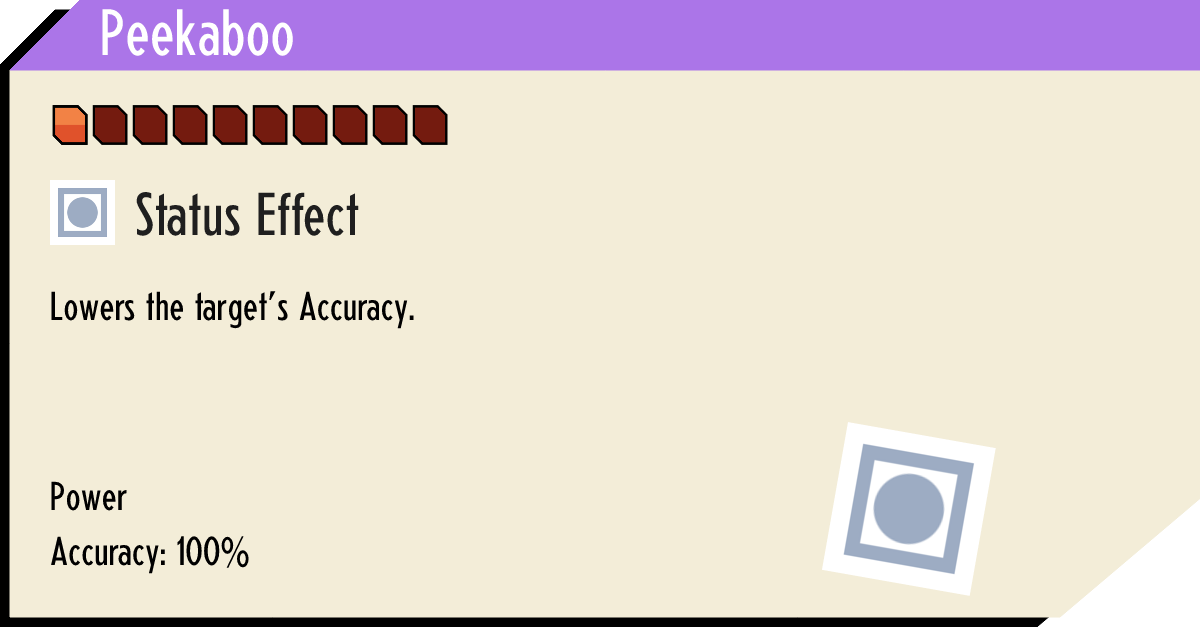 Peekaboo
Status Effect
Lowers the target's Accuracy.
Power
Accuracy: 100%